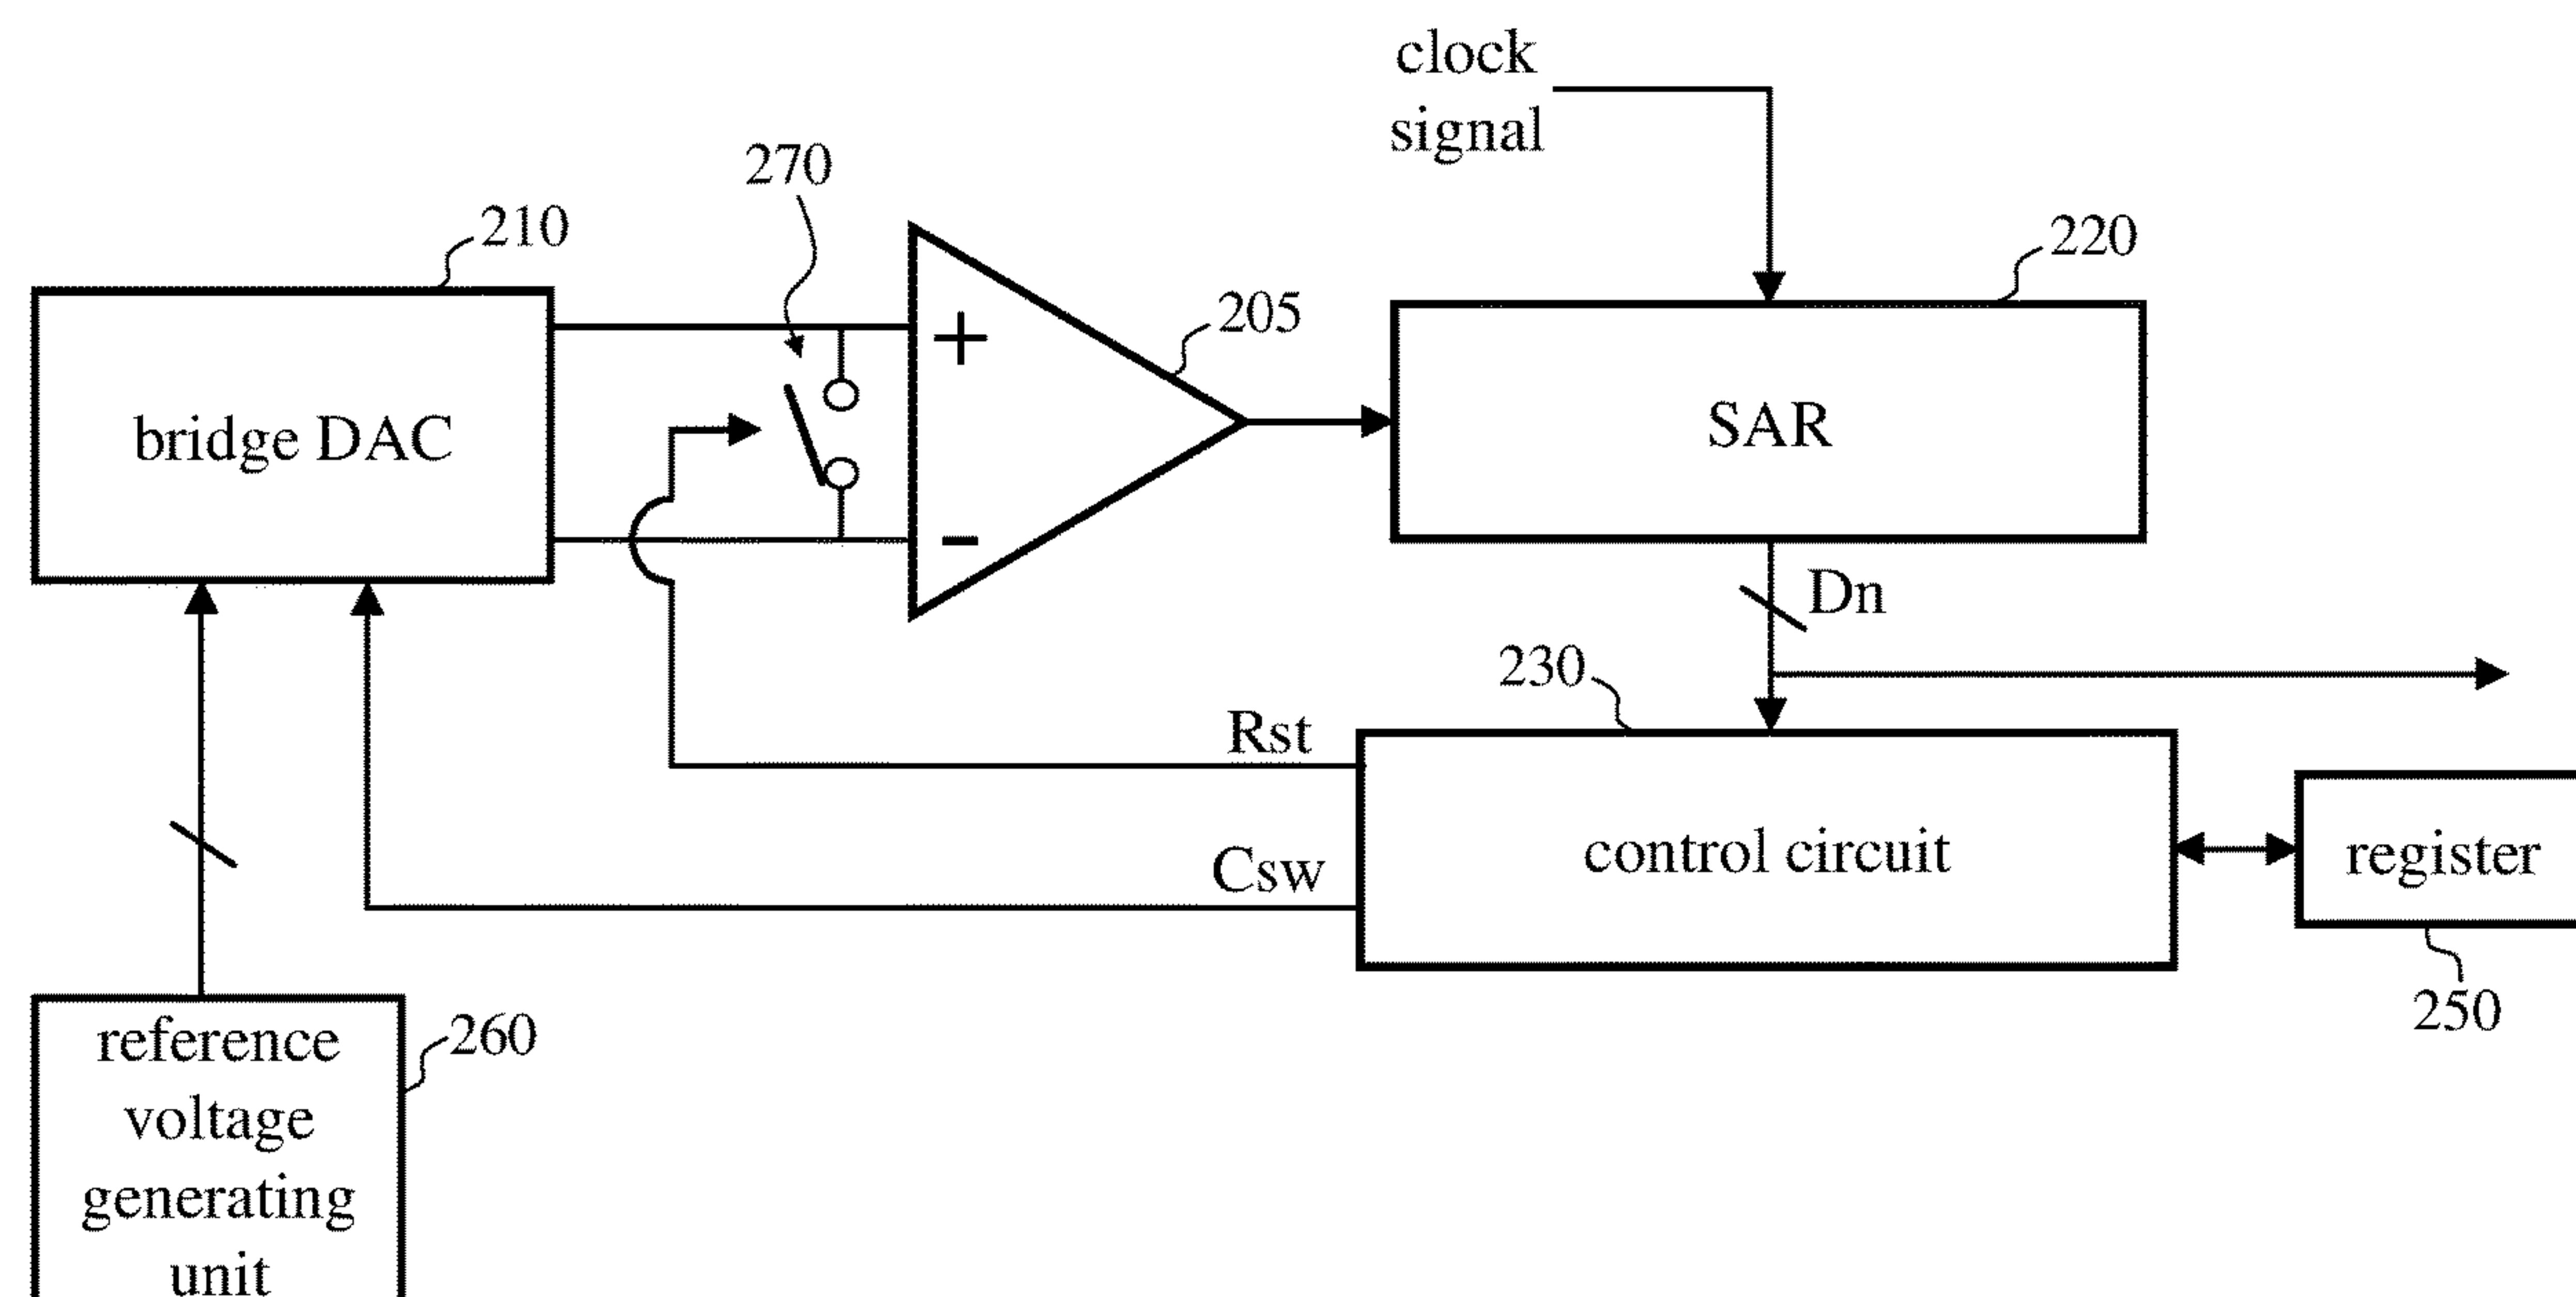 clock
signal
270
210
220
205
+
bridge DAC
SAR
-
Dn
230
Rst
control circuit
register
Csw
250
260
reference
voltage
generating
unit